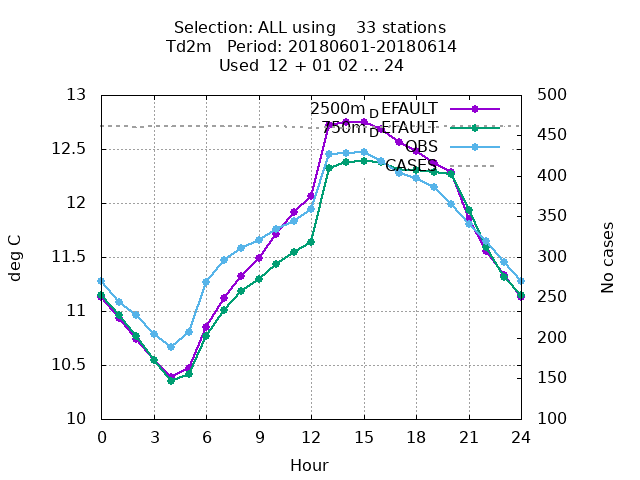 Selection: ALL using 33 stations
Td2m Period: 20180601-20180614
Used 12 + 01 02 ... 24
13
12.5
12
11.5
11
10.5
10
deg C
500
450
400
350
300
250
200
150
100
No cases
2500m_DEFAULT
750m_DEFAULT
OBS
CASES
0 3 6 9 12 15 18 21 24
Hour